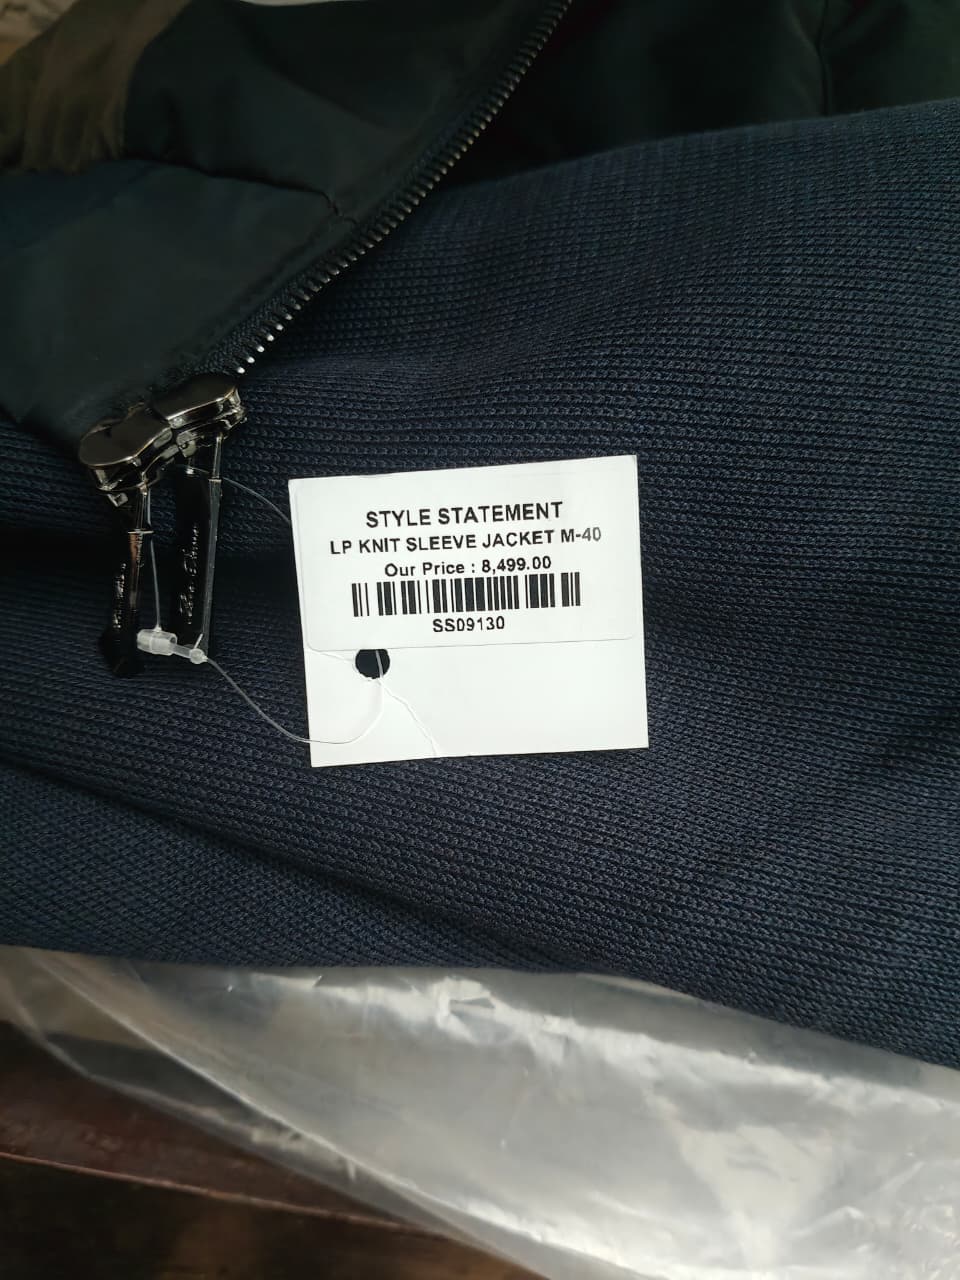 STYLE STATEMENT
LP KNIT SLEEVE JACKET M-40
Our Price : 8,499.00
SS09130